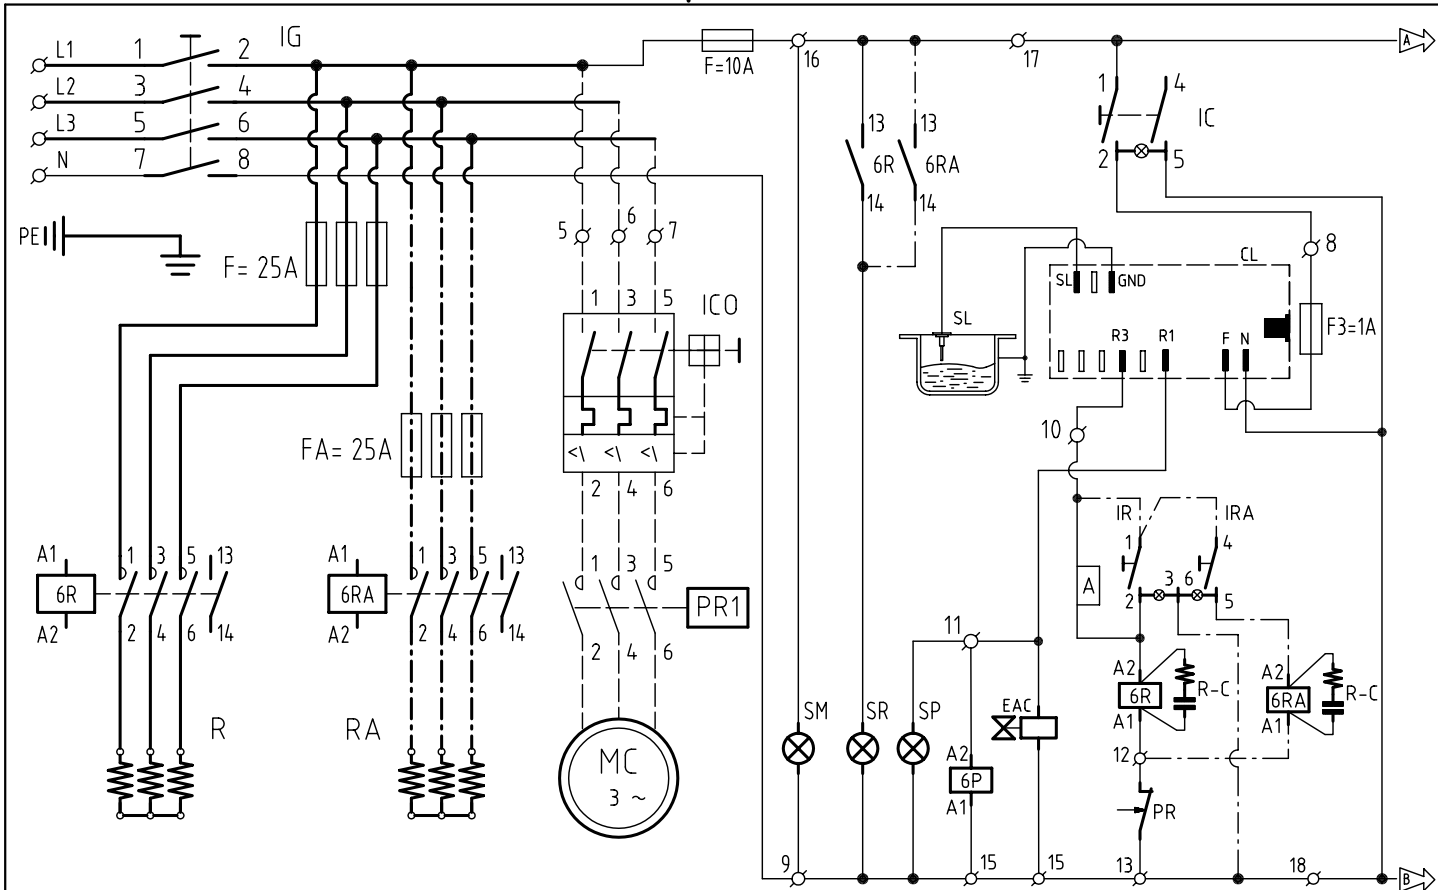 IG
L1 1 2
L2 3 4
L3 5 6
N 7 8
PE
F= 25A
F=10A
16
17
A
13 13
6R 6RA
14 14
1 4
IC
2 5
5 6 7
8
CL
SL GND
SL
R3 R1 F N
F3=1A
1 3 5
ICO
FA= 25A
<\ <\ <\
2 4 6
10
IR IRA
1 4
A
3 6
2 5
A1 1 3 5 13
6R
A2 2 4 6 14
A1 1 3 5 13
6RA
A2 2 4 6 14
1 3 5
PR1
2 4 6
11
A2 A2
6R R-C 6RA R-C
A1 A1
R RA
SM SR SP EAC
12
MC
3 ~
A2
6P
A1
PR
9 15 15 13 18
B